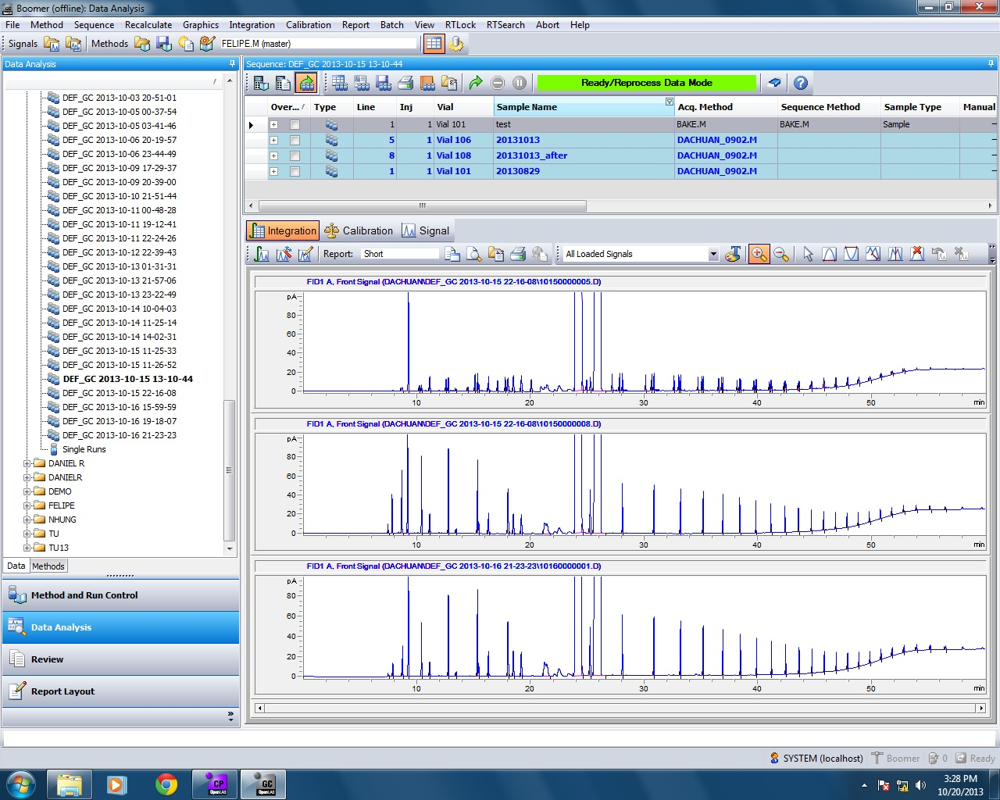 Boomer (offline): Data Analysis
File Method Sequence Recalculate Graphics Integration Calibration Report Batch View RTLock RTSearch Abort Help
Signals Methods FELIPE.M (master)
Data Analysis
DEF_GC 2013-10-03 20-51-01
DEF_GC 2013-10-05 00-37-54
DEF_GC 2013-10-05 03-41-46
DEF_GC 2013-10-06 20-19-57
DEF_GC 2013-10-06 23-44-49
DEF_GC 2013-10-09 17-29-37
DEF_GC 2013-10-09 20-39-00
DEF_GC 2013-10-10 21-51-44
DEF_GC 2013-10-11 00-48-28
DEF_GC 2013-10-11 19-12-41
DEF_GC 2013-10-11 22-24-26
DEF_GC 2013-10-12 22-39-43
DEF_GC 2013-10-13 01-31-31
DEF_GC 2013-10-13 21-57-06
DEF_GC 2013-10-13 23-22-49
DEF_GC 2013-10-14 10-04-03
DEF_GC 2013-10-14 11-25-14
DEF_GC 2013-10-14 14-02-31
DEF_GC 2013-10-15 11-25-33
DEF_GC 2013-10-15 11-26-52
DEF_GC 2013-10-15 13-10-44
DEF_GC 2013-10-15 22-16-08
DEF_GC 2013-10-16 15-59-59
DEF_GC 2013-10-16 19-18-07
DEF_GC 2013-10-16 21-23-23
Single Runs
DANIEL R
DANIELR
DEMO
FELIPE
NHUNG
TU
TU13
Data Methods
Method and Run Control
Data Analysis
Review
Report Layout
Sequence: DEF_GC 2013-10-15 13-10-44
Ready/Reprocess Data Mode
Over... / Type Line Inj Vial Sample Name Acq. Method Sequence Method Sample Type Manual
1 1 Vial 101 test BAKE.M BAKE.M Sample
5 1 Vial 106 20131013 DACHUAN_0902.M
8 1 Vial 108 20131013_after DACHUAN_0902.M
1 1 Vial 101 20130829 DACHUAN_0902.M
Integration Calibration Signal
Report: Short All Loaded Signals
FID1 A, Front Signal (DACHUAN\DEF_GC 2013-10-15 22-16-08\10150000005.D)
pA
80
60
40
20
0
10 20 30 40 50 min
FID1 A, Front Signal (DACHUAN\DEF_GC 2013-10-15 22-16-08\10150000008.D)
pA
80
60
40
20
0
10 20 30 40 50 min
FID1 A, Front Signal (DACHUAN\DEF_GC 2013-10-16 21-23-23\10160000001.D)
pA
80
60
40
20
0
10 20 30 40 50 min
SYSTEM (localhost) Boomer 0 Ready
CP OpenLAB GC OpenLAB
3:28 PM
10/20/2013